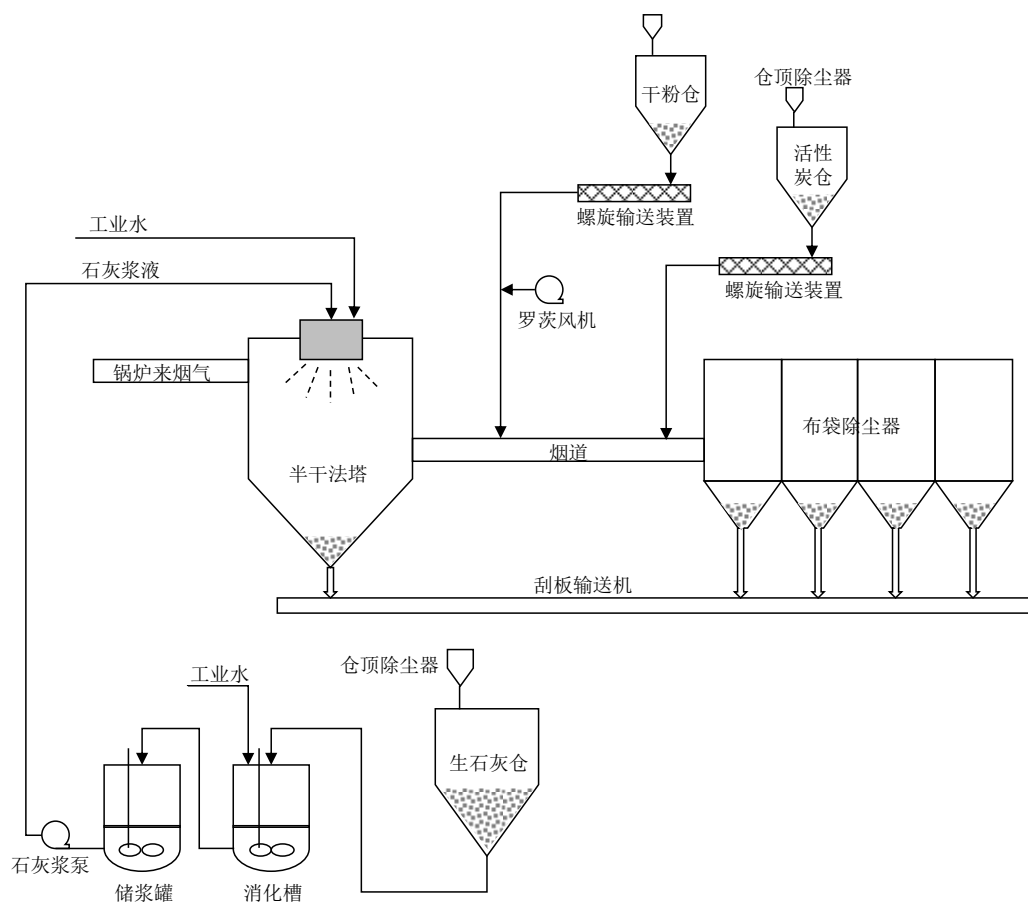 干粉仓
仓顶除尘器
活性
炭仓
螺旋输送装置
工业水
石灰浆液
螺旋输送装置
罗茨风机
锅炉来烟气
布袋除尘器
烟道
半干法塔
刮板输送机
仓顶除尘器
工业水
生石灰仓
石灰浆泵
储浆罐
消化槽